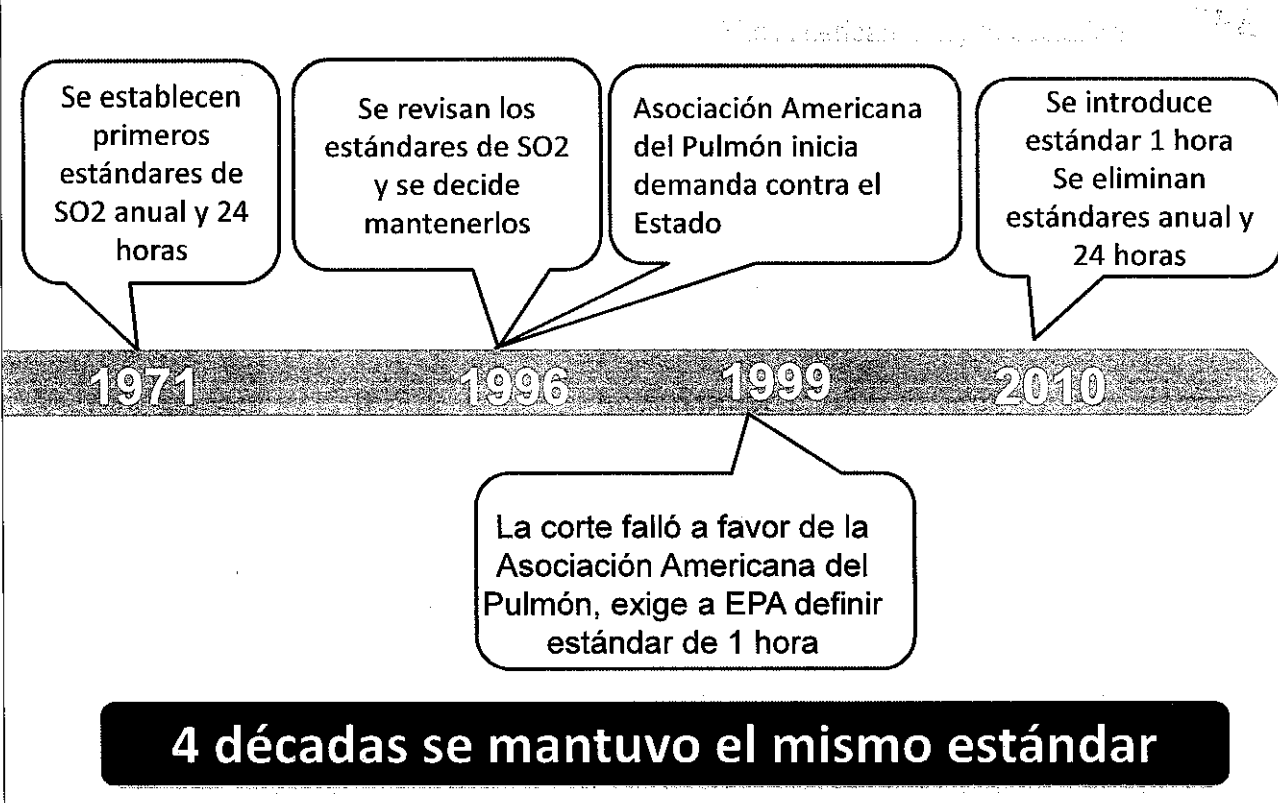 Se establecen
primeros
estándares de
SO2 anual y 24
horas
Se revisan los
estándares de SO2
y se decide
mantenerlos
Asociación Americana
del Pulmón inicia
demanda contra el
Estado
Se introduce
estándar 1 hora
Se eliminan
estándares anual y
24 horas
1971
1996
1999
2010
La corte falló a favor de la
Asociación Americana del
Pulmón, exige a EPA definir
estándar de 1 hora
4 décadas se mantuvo el mismo estándar